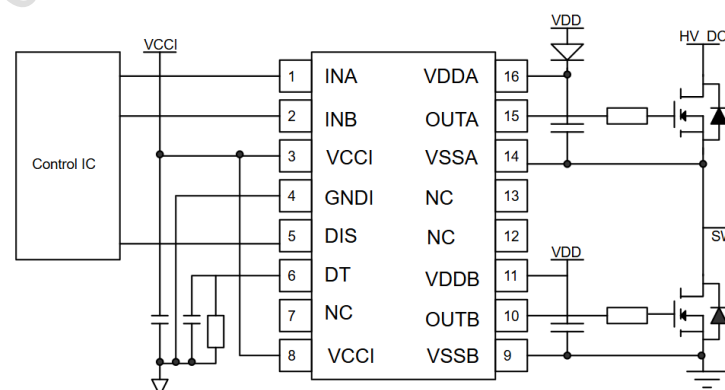 VDD
VCCI
HV_DC
1 INA VDDA 16
2 INB OUTA 15
Control IC
3 VCCI VSSA 14
4 GNDI NC 13
5 DIS NC 12
SW
VDD
6 DT VDDB 11
7 NC OUTB 10
8 VCCI VSSB 9